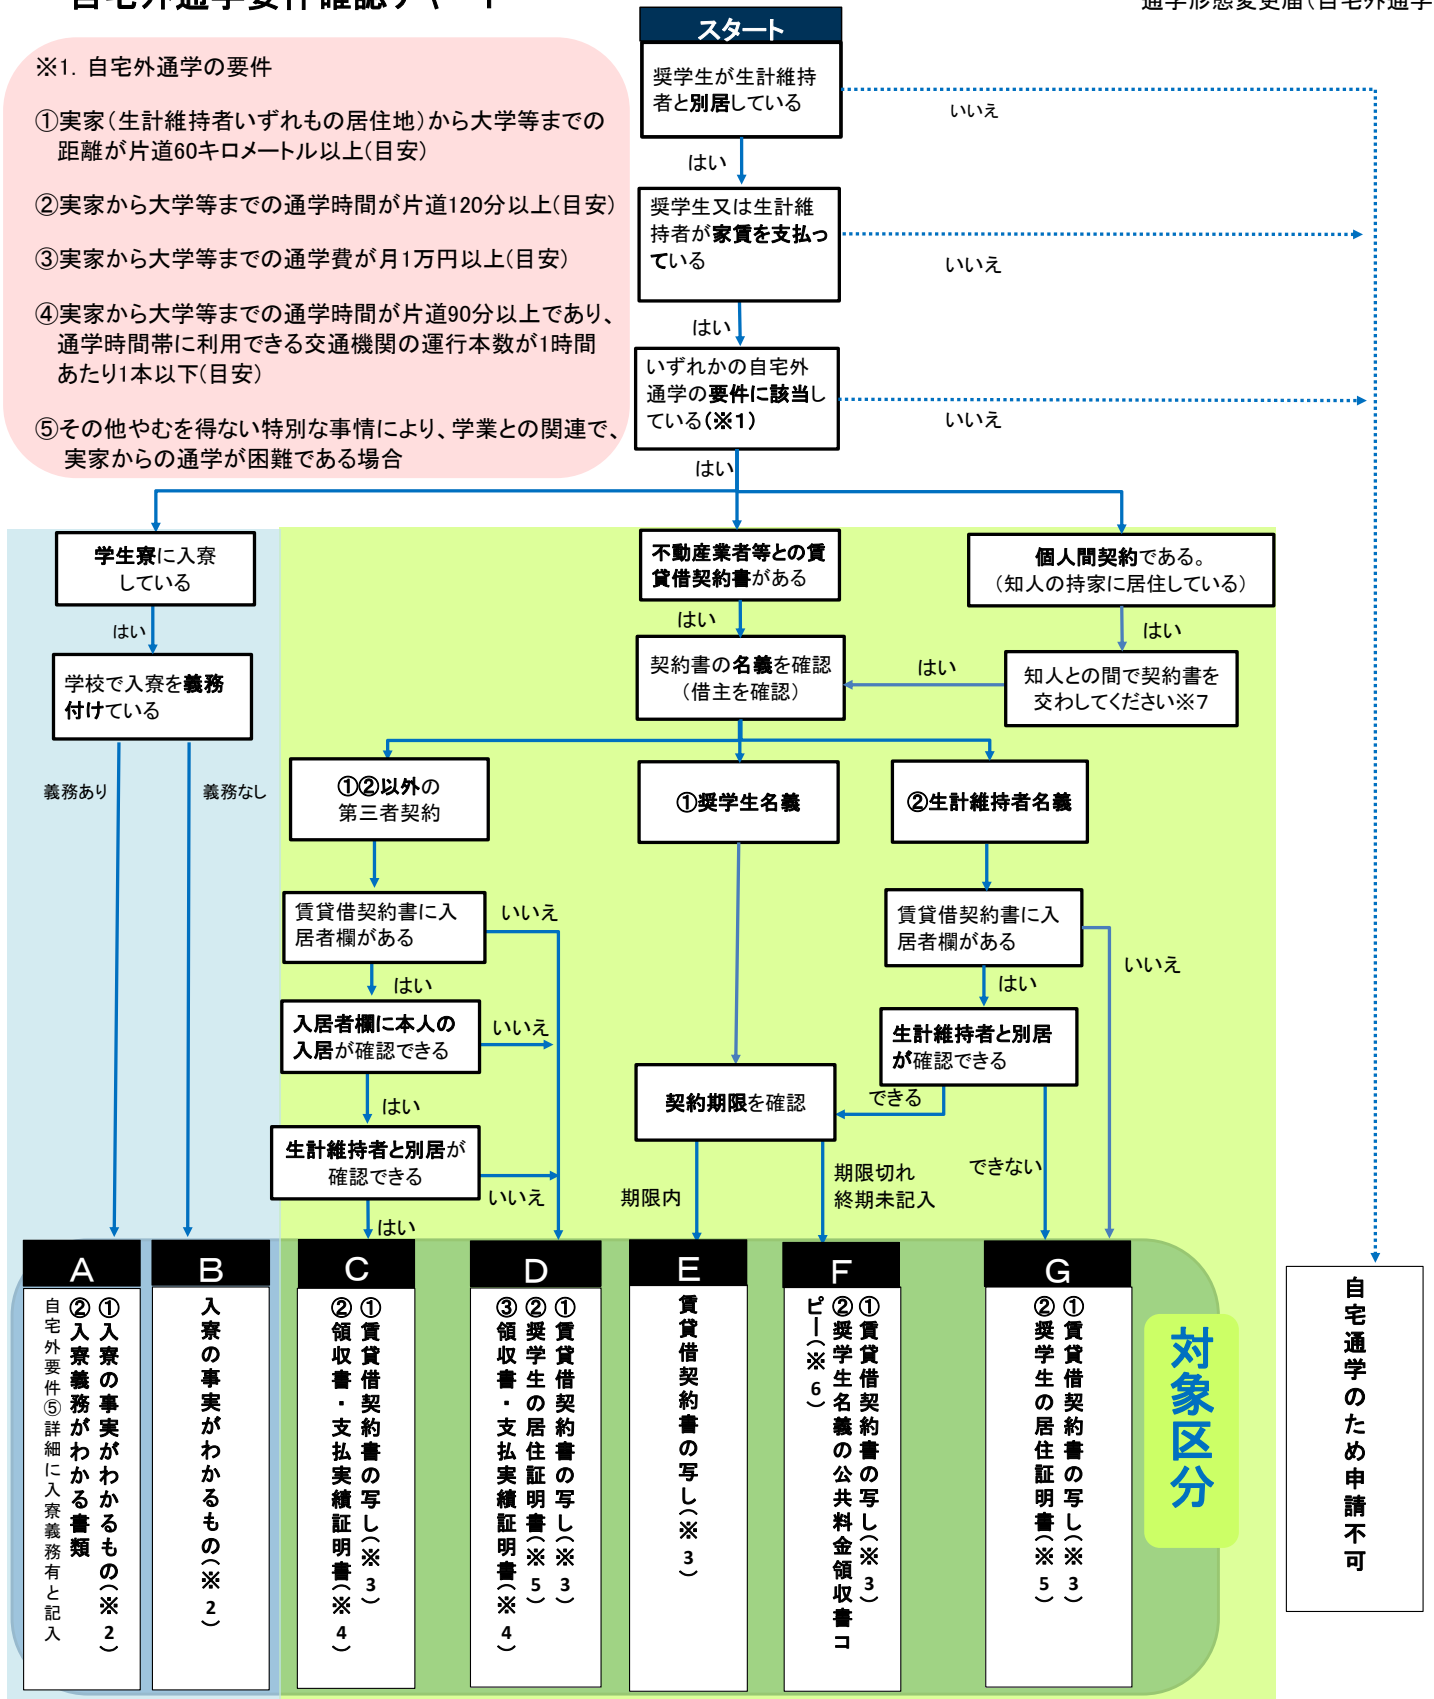 スタート
※1. 自宅外通学の要件
①実家（生計維持者いずれもの居住地）から大学等までの
距離が片道60キロメートル以上（目安）
②実家から大学等までの通学時間が片道120分以上（目安）
③実家から大学等までの通学費が月1万円以上（目安）
④実家から大学等までの通学時間が片道90分以上であり、
通学時間帯に利用できる交通機関の運行本数が1時間
あたり1本以下（目安）
⑤その他やむを得ない特別な事情により、学業との関連で、
実家からの通学が困難である場合
奨学生が生計維持
者と別居している
いいえ
はい
奨学生又は生計維
持者が家賃を支払っ
ている
いいえ
はい
いずれかの自宅外
通学の要件に該当し
ている(※1)
いいえ
はい
学生寮に入寮
している
はい
学校で入寮を義務
付けている
義務あり
義務なし
不動産業者等との賃
貸借契約書がある
はい
契約書の名義を確認
（借主を確認）
個人間契約である。
（知人の持家に居住している）
はい
知人との間で契約書を
交わしてください※7
はい
①②以外の
第三者契約
①奨学生名義
②生計維持者名義
賃貸借契約書に入
居者欄がある
いいえ
はい
入居者欄に本人の
入居が確認できる
いいえ
はい
生計維持者と別居が
確認できる
いいえ
はい
賃貸借契約書に入
居者欄がある
いいえ
はい
生計維持者と別居
が確認できる
できる
できない
契約期限を確認
期限内
期限切れ
終期未記入
A
①入寮の事実がわかるもの（※2）
②入寮義務がわかる書類
自宅外要件⑤詳細に入寮義務有と記入
B
入寮の事実がわかるもの（※2）
C
①賃貸借契約書の写し（※3）
②領収書・支払実績証明書（※4）
D
①賃貸借契約書の写し（※3）
②奨学生の居住証明書（※5）
③領収書・支払実績証明書（※4）
E
賃貸借契約書の写し（※3）
F
①賃貸借契約書の写し（※3）
②奨学生名義の公共料金領収書コ
ピー（※6）
G
①賃貸借契約書の写し（※3）
②奨学生の居住証明書（※5）
対象区分
自宅通学のため申請不可